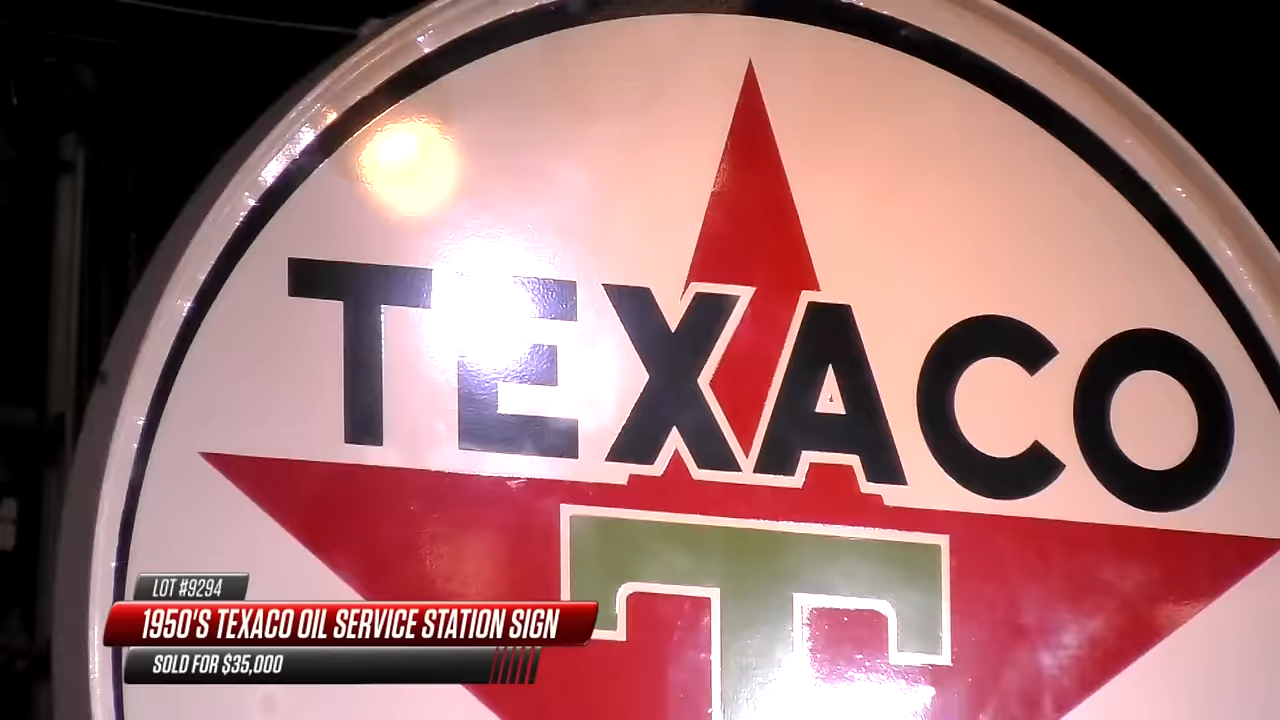 TEXACO
T
LOT #9294
1950'S TEXACO OIL SERVICE STATION SIGN
SOLD FOR $35,000